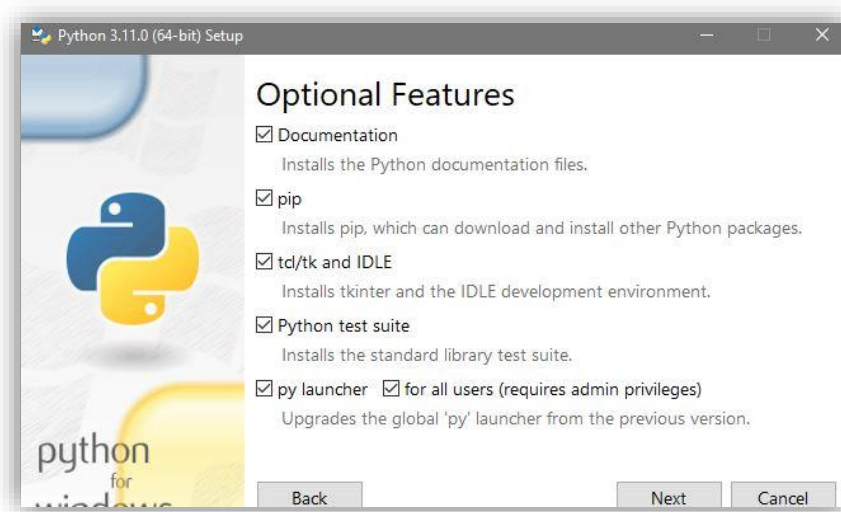 Python 3.11.0 (64-bit) Setup
Optional Features
Documentation
Installs the Python documentation files.
pip
Installs pip, which can download and install other Python packages.
tcl/tk and IDLE
Installs tkinter and the IDLE development environment.
Python test suite
Installs the standard library test suite.
py launcher for all users (requires admin privileges)
Upgrades the global 'py' launcher from the previous version.
python
for
windows
Back Next Cancel